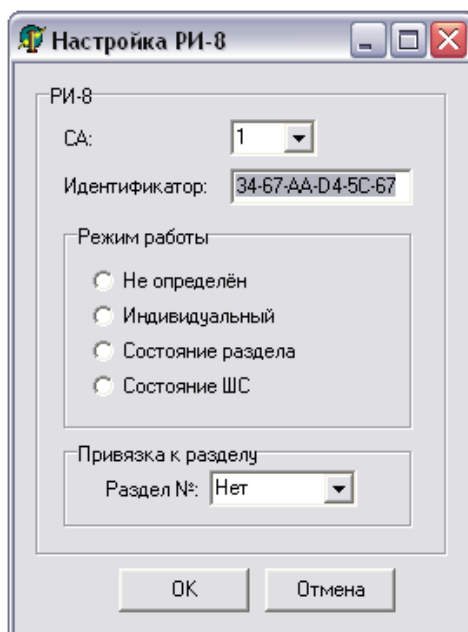 Настройка РИ-8
РИ-8
СА: 1
Идентификатор: 34-67-AA-D4-5C-67
Режим работы
Не определён
Индивидуальный
Состояние раздела
Состояние ШС
Привязка к разделу
Раздел №: Нет
OK Отмена